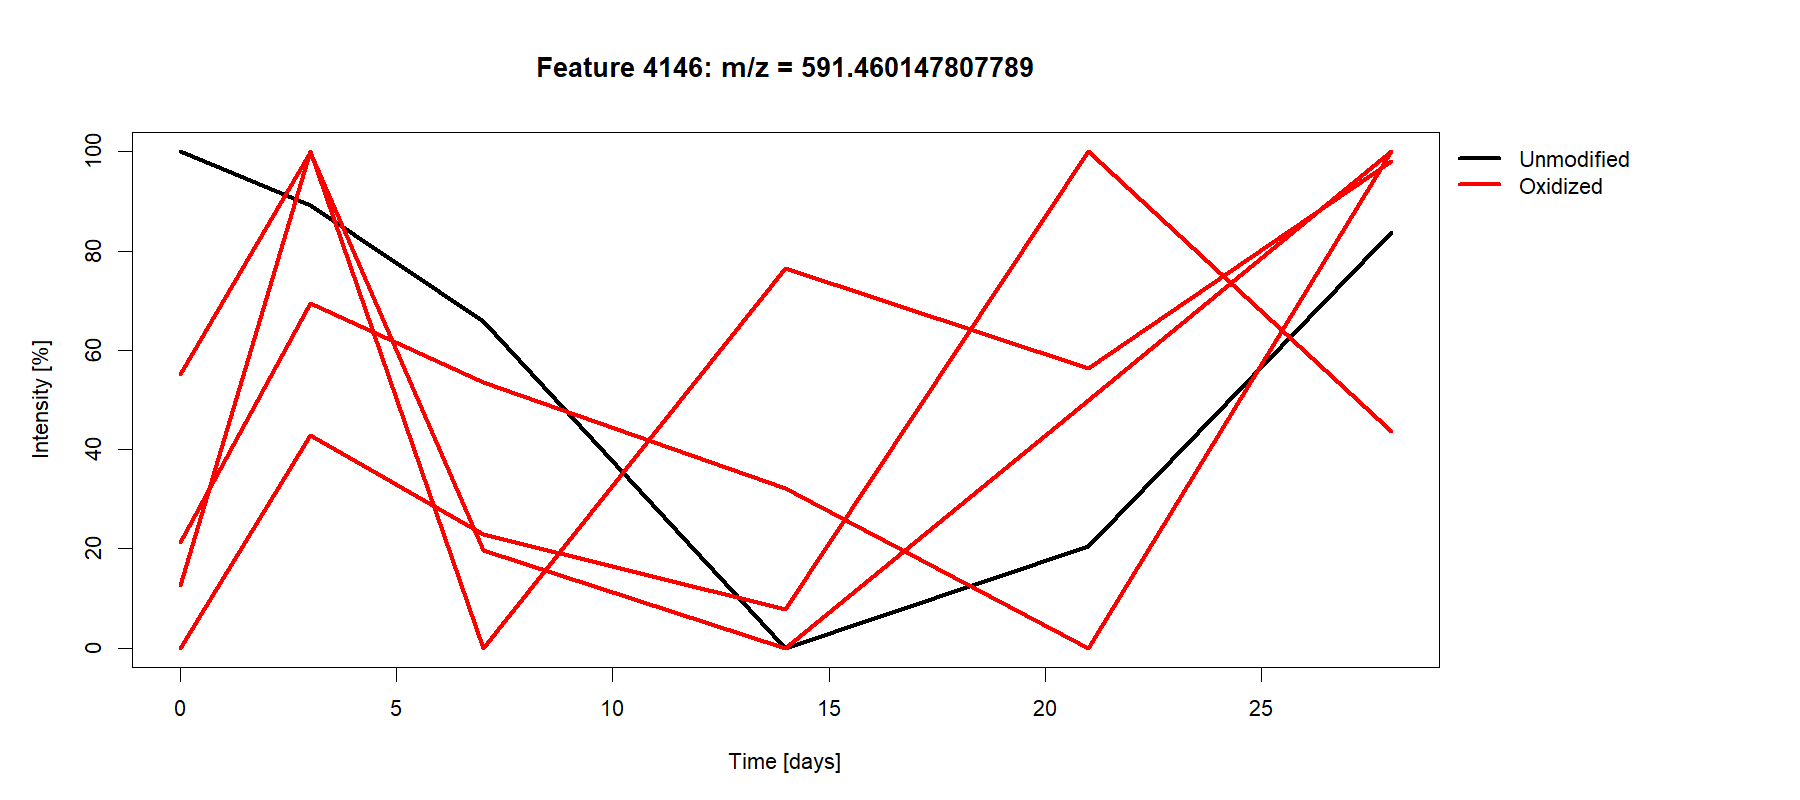 Feature 4146: m/z = 591.460147807789
Unmodified
Oxidized
Intensity [%]
100
80
60
40
20
0
0 5 10 15 20 25
Time [days]